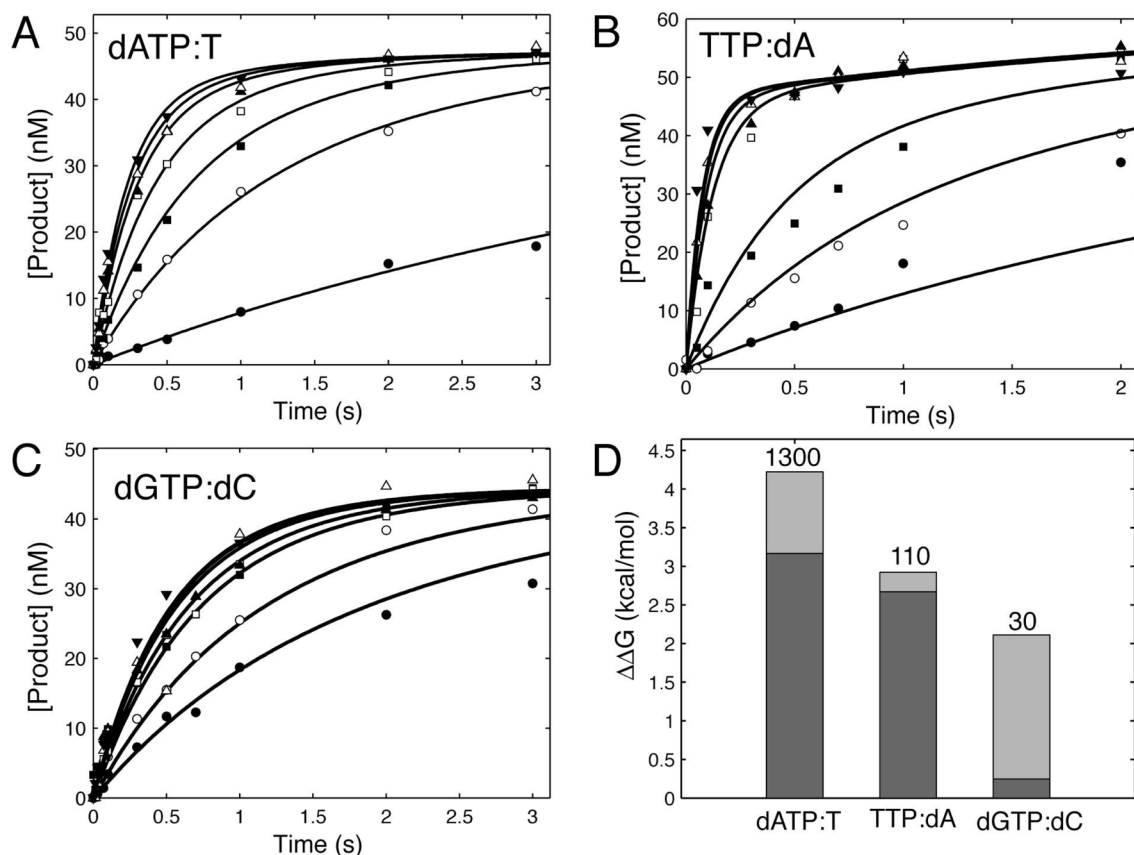 A
dATP:T
[Product] (nM)
50
40
30
20
10
0
0 0.5 1 1.5 2 2.5 3
Time (s)
B
TTP:dA
[Product] (nM)
60
50
40
30
20
10
0
0 0.5 1 1.5 2
Time (s)
C
dGTP:dC
[Product] (nM)
50
40
30
20
10
0
0 0.5 1 1.5 2 2.5 3
Time (s)
D
ΔΔG (kcal/mol)
4.5
4
3.5
3
2.5
2
1.5
1
0.5
0
1300
110
30
dATP:T TTP:dA dGTP:dC